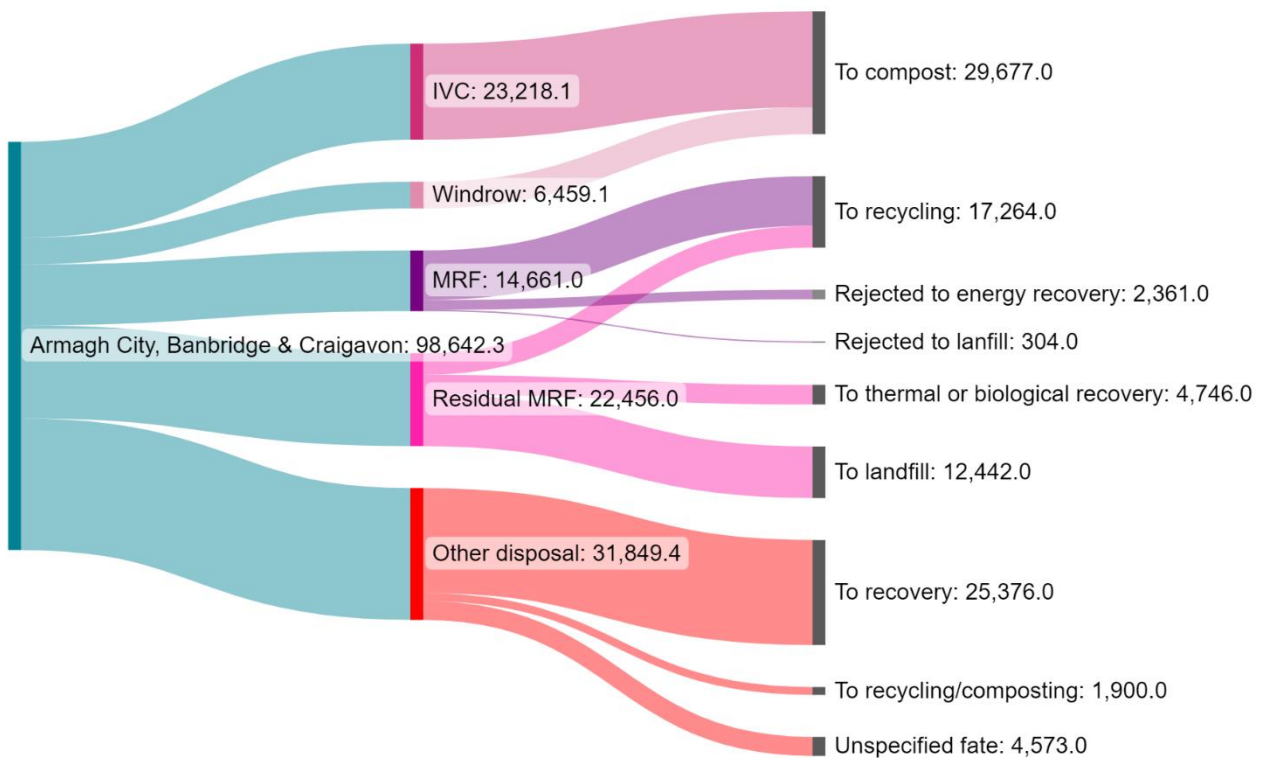 To compost: 29,677.0
IVC: 23,218.1
Windrow: 6,459.1
To recycling: 17,264.0
MRF: 14,661.0
Rejected to energy recovery: 2,361.0
Rejected to lanfill: 304.0
Armagh City, Banbridge & Craigavon: 98,642.3
To thermal or biological recovery: 4,746.0
Residual MRF: 22,456.0
To landfill: 12,442.0
Other disposal: 31,849.4
To recovery: 25,376.0
To recycling/composting: 1,900.0
Unspecified fate: 4,573.0